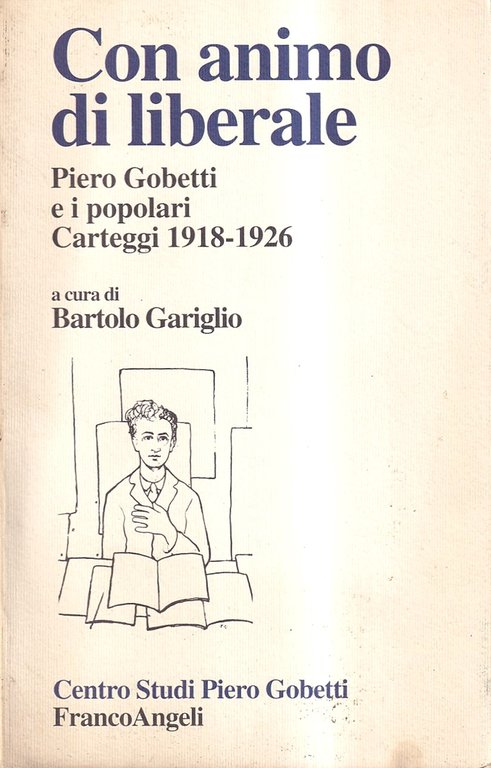 Con animo
di liberale
Piero Gobetti
e i popolari
Carteggi 1918-1926
a cura di
Bartolo Gariglio
Centro Studi Piero Gobetti
FrancoAngeli